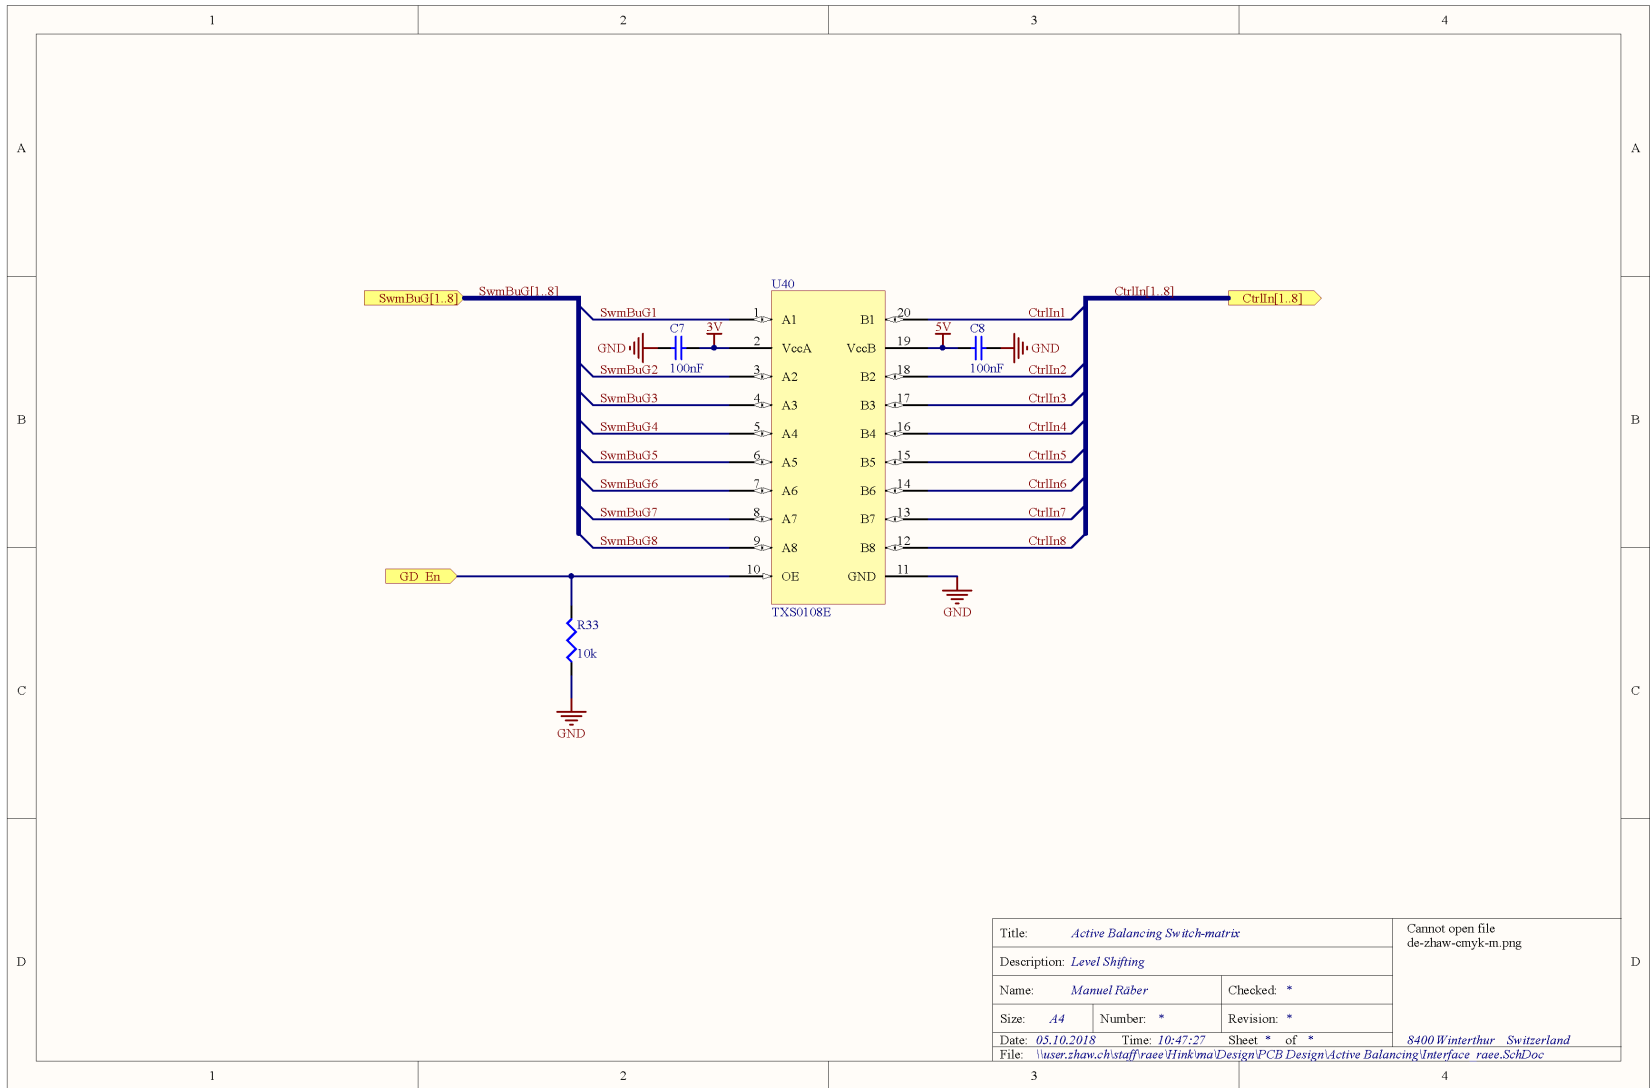 1 2 3 4
A A
U40
SwmBuG[1..8] SwmBuG[1..8] CtrlIn[1..8] CtrlIn[1..8]
SwmBuG1 1 A1 B1 20 CtrlIn1
C7 3V 5V C8
GND 2 VccA VccB 19 GND
100nF 100nF
SwmBuG2 3 A2 B2 18 CtrlIn2
SwmBuG3 4 A3 B3 17 CtrlIn3
B B
SwmBuG4 5 A4 B4 16 CtrlIn4
SwmBuG5 6 A5 B5 15 CtrlIn5
SwmBuG6 7 A6 B6 14 CtrlIn6
SwmBuG7 8 A7 B7 13 CtrlIn7
SwmBuG8 9 A8 B8 12 CtrlIn8
GD_En 10 OE GND 11
TXS0108E GND
R33
10k
C C
GND
Title: Active Balancing Switch-matrix
Cannot open file
de-zhaw-cmyk-m.png
Description: Level Shifting
D D
Name: Manuel Räber Checked: *
Size: A4 Number: * Revision: *
Date: 05.10.2018 Time: 10:47:27 Sheet * of * 8400 Winterthur Switzerland
File: \\user.zhaw.ch\staff\raee\Hink\ma\Design\PCB Design\Active Balancing\Interface_raee.SchDoc
1 2 3 4